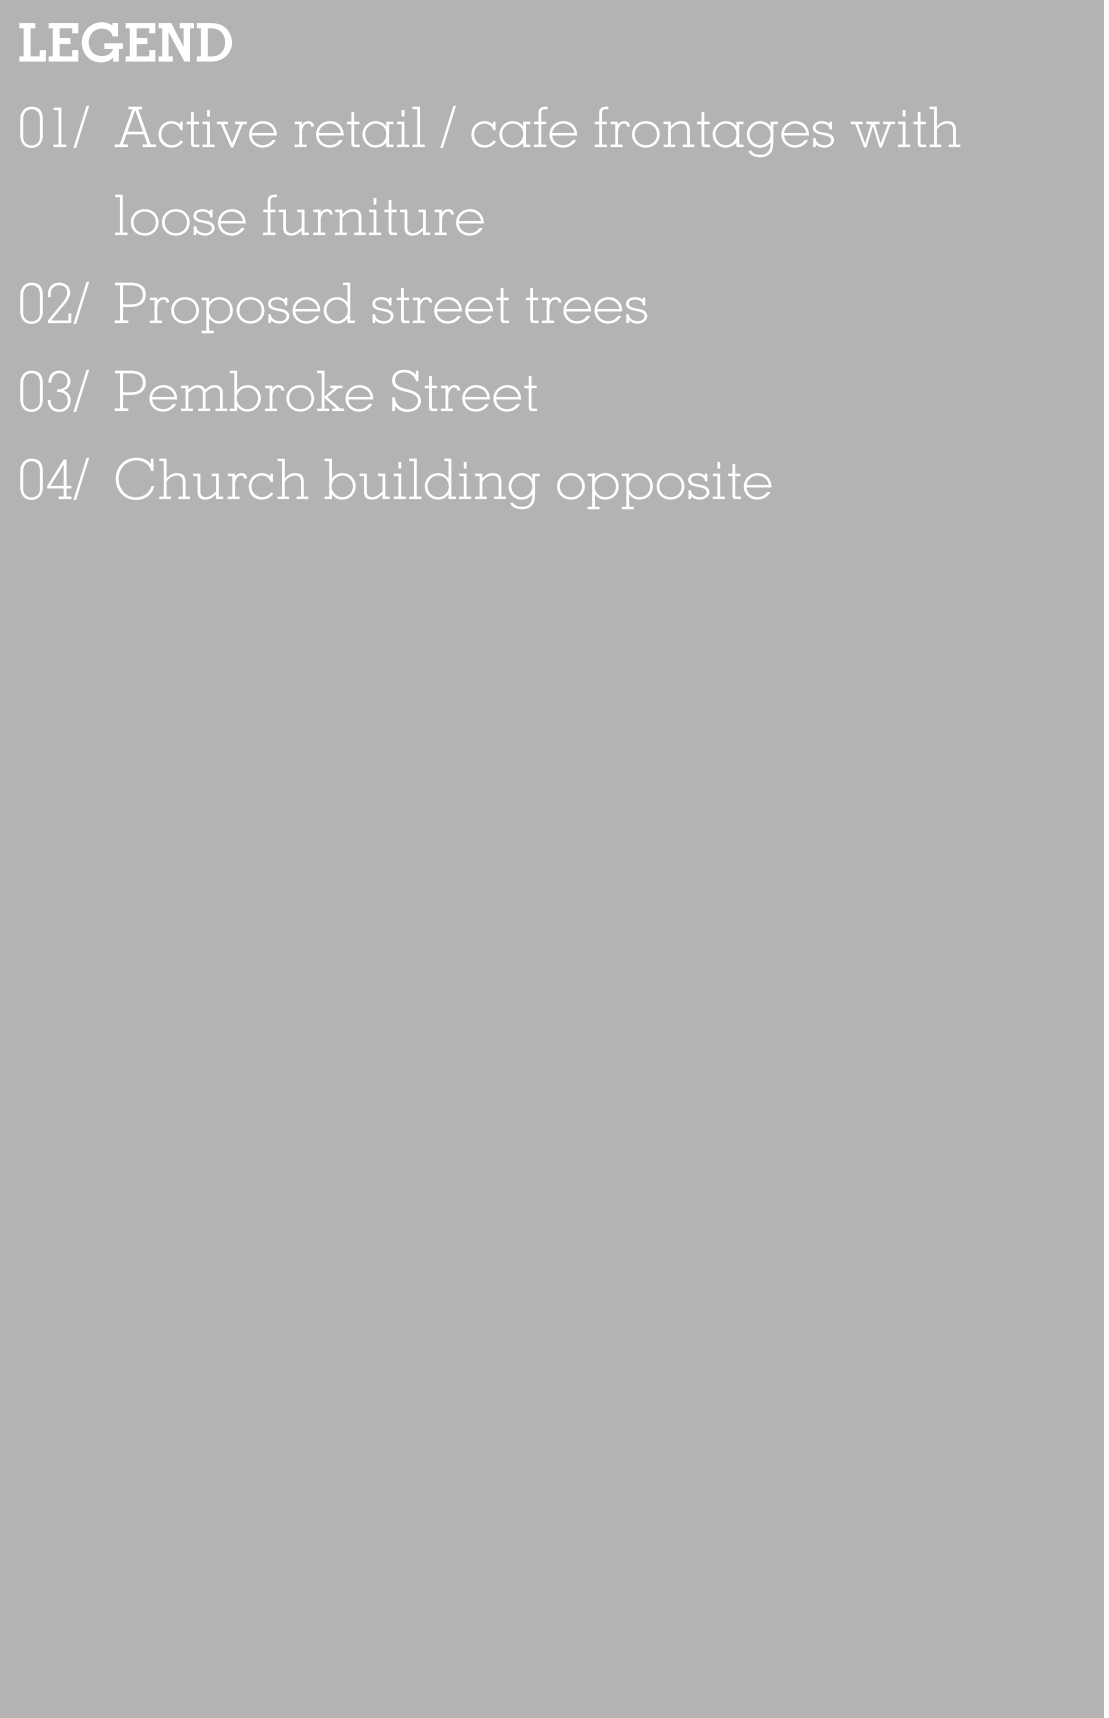 LEGEND
01/ Active retail / cafe frontages with
loose furniture
02/ Proposed street trees
03/ Pembroke Street
04/ Church building opposite